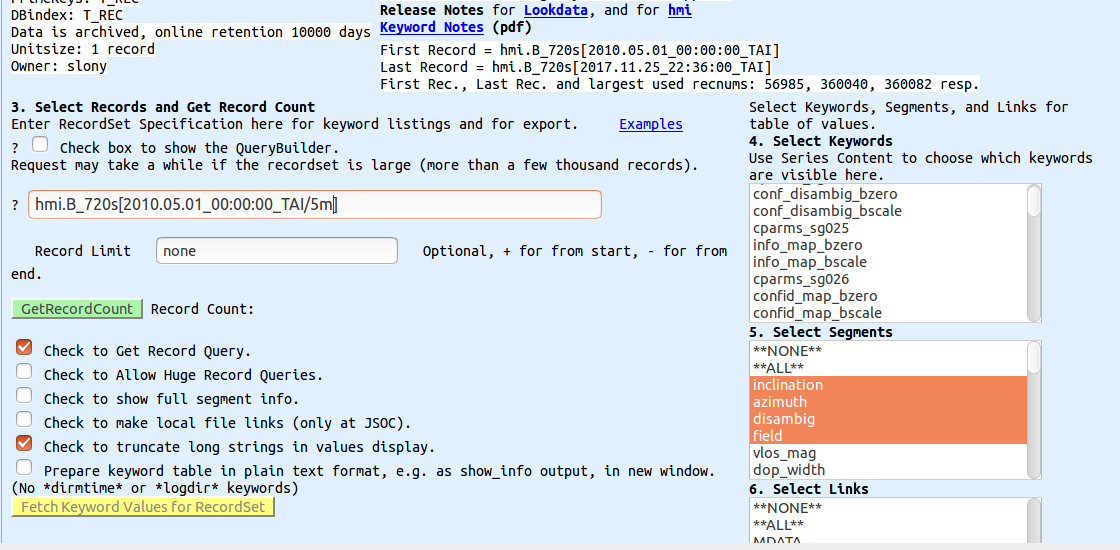 DBindex: T_REC
Data is archived, online retention 10000 days
Unitsize: 1 record
Owner: slony
Release Notes for Lookdata, and for hmi
Keyword Notes (pdf)
First Record = hmi.B_720s[2010.05.01_00:00:00_TAI]
Last Record = hmi.B_720s[2017.11.25_22:36:00_TAI]
First Rec., Last Rec. and largest used recnums: 56985, 360040, 360082 resp.
3. Select Records and Get Record Count
Enter RecordSet Specification here for keyword listings and for export. Examples
? Check box to show the QueryBuilder.
Request may take a while if the recordset is large (more than a few thousand records).
? hmi.B_720s[2010.05.01_00:00:00_TAI/5m]
Record Limit none Optional, + for from start, - for from
end.
GetRecordCount Record Count:
Check to Get Record Query.
Check to Allow Huge Record Queries.
Check to show full segment info.
Check to make local file links (only at JSOC).
Check to truncate long strings in values display.
Prepare keyword table in plain text format, e.g. as show_info output, in new window.
(No *dirmtime* or *logdir* keywords)
Fetch Keyword Values for RecordSet
Select Keywords, Segments, and Links for
table of values.
4. Select Keywords
Use Series Content to choose which keywords
are visible here.
conf_disambig_bzero
conf_disambig_bscale
cparms_sg025
info_map_bzero
info_map_bscale
cparms_sg026
confid_map_bzero
confid_map_bscale
5. Select Segments
**NONE**
**ALL**
inclination
azimuth
disambig
field
vlos_mag
dop_width
6. Select Links
**NONE**
**ALL**
MDATA